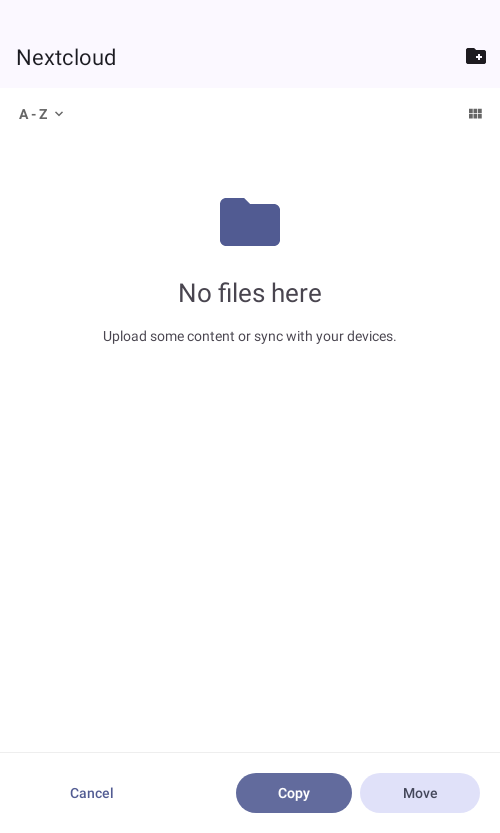 Nextcloud
A - Z
No files here
Upload some content or sync with your devices.
Cancel
Copy
Move